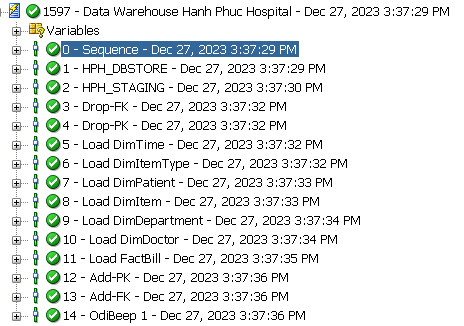 1597 - Data Warehouse Hanh Phuc Hospital - Dec 27, 2023 3:37:29 PM
Variables
0 - Sequence - Dec 27, 2023 3:37:29 PM
1 - HPH_DBSTORE - Dec 27, 2023 3:37:29 PM
2 - HPH_STAGING - Dec 27, 2023 3:37:30 PM
3 - Drop-FK - Dec 27, 2023 3:37:32 PM
4 - Drop-PK - Dec 27, 2023 3:37:32 PM
5 - Load DimTime - Dec 27, 2023 3:37:32 PM
6 - Load DimItemType - Dec 27, 2023 3:37:32 PM
7 - Load DimPatient - Dec 27, 2023 3:37:33 PM
8 - Load DimItem - Dec 27, 2023 3:37:33 PM
9 - Load DimDepartment - Dec 27, 2023 3:37:34 PM
10 - Load DimDoctor - Dec 27, 2023 3:37:34 PM
11 - Load FactBill - Dec 27, 2023 3:37:35 PM
12 - Add-PK - Dec 27, 2023 3:37:36 PM
13 - Add-FK - Dec 27, 2023 3:37:36 PM
14 - OdiBeep 1 - Dec 27, 2023 3:37:36 PM